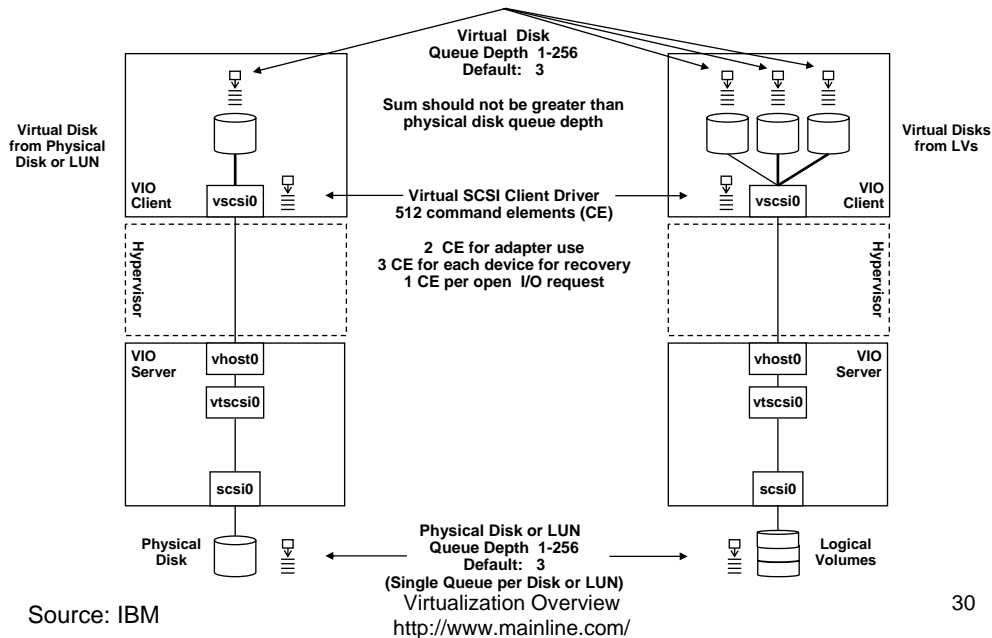 Virtual Disk
Queue Depth 1-256
Default: 3
Sum should not be greater than
physical disk queue depth
Virtual Disk
from Physical
Disk or LUN
Virtual Disks
from LVs
VIO
Client
vscsi0
Virtual SCSI Client Driver
512 command elements (CE)
VIO
Client
vscsi0
2 CE for adapter use
3 CE for each device for recovery
1 CE per open I/O request
Hypervisor
Hypervisor
VIO
Server
vhost0
vtscsi0
scsi0
VIO
Server
vhost0
vtscsi0
scsi0
Physical
Disk
Physical Disk or LUN
Queue Depth 1-256
Default: 3
(Single Queue per Disk or LUN)
Logical
Volumes
Source: IBM
Virtualization Overview
http://www.mainline.com/
30